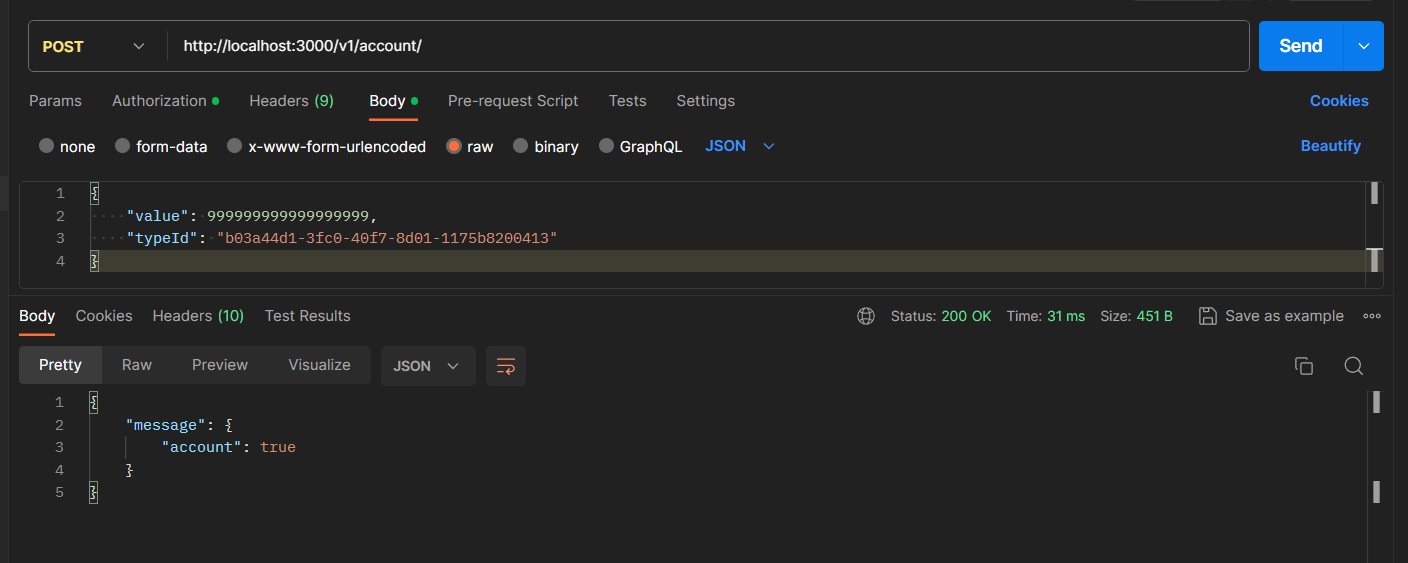 POST http://localhost:3000/v1/account/ Send
Params Authorization Headers (9) Body Pre-request Script Tests Settings Cookies
none form-data x-www-form-urlencoded raw binary GraphQL JSON Beautify
1 {
2 "value": 999999999999999999,
3 "typeId": "b03a44d1-3fc0-40f7-8d01-1175b8200413"
4 }
Body Cookies Headers (10) Test Results Status: 200 OK Time: 31 ms Size: 451 B Save as example
Pretty Raw Preview Visualize JSON
1 {
2 "message": {
3 "account": true
4 }
5 }